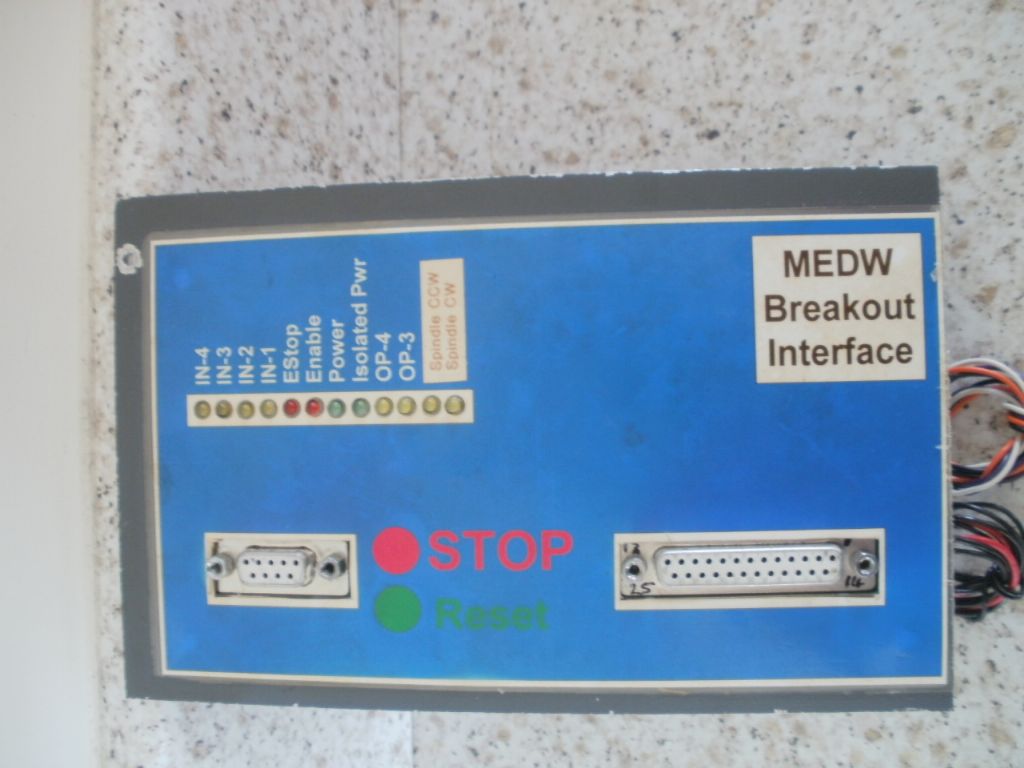 MEDW
Breakout
Interface
IN-4
IN-3
IN-2
IN-1
EStop
Enable
Power
Isolated Pwr
OP-4
OP-3
Spindle CCW
Spindle CW
STOP
Reset
13
25
14